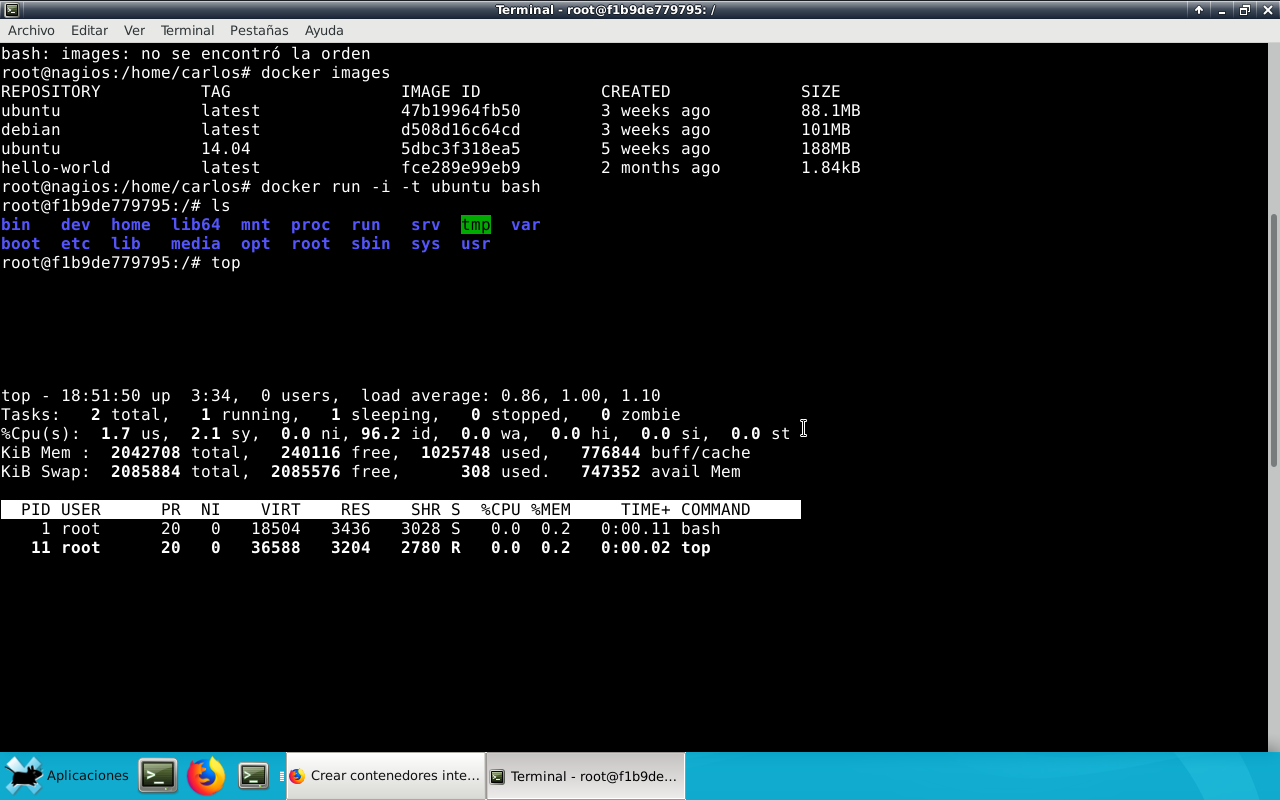 Terminal - root@f1b9de779795: /
Archivo Editar Ver Terminal Pestañas Ayuda
bash: images: no se encontró la orden
root@nagios:/home/carlos# docker images
REPOSITORY TAG IMAGE ID CREATED SIZE
ubuntu latest 47b19964fb50 3 weeks ago 88.1MB
debian latest d508d16c64cd 3 weeks ago 101MB
ubuntu 14.04 5dbc3f318ea5 5 weeks ago 188MB
hello-world latest fce289e99eb9 2 months ago 1.84kB
root@nagios:/home/carlos# docker run -i -t ubuntu bash
root@f1b9de779795:/# ls
bin dev home lib64 mnt proc run srv tmp var
boot etc lib media opt root sbin sys usr
root@f1b9de779795:/# top
top - 18:51:50 up 3:34, 0 users, load average: 0.86, 1.00, 1.10
Tasks: 2 total, 1 running, 1 sleeping, 0 stopped, 0 zombie
%Cpu(s): 1.7 us, 2.1 sy, 0.0 ni, 96.2 id, 0.0 wa, 0.0 hi, 0.0 si, 0.0 st
KiB Mem : 2042708 total, 240116 free, 1025748 used, 776844 buff/cache
KiB Swap: 2085884 total, 2085576 free, 308 used. 747352 avail Mem
PID USER PR NI VIRT RES SHR S %CPU %MEM TIME+ COMMAND
1 root 20 0 18504 3436 3028 S 0.0 0.2 0:00.11 bash
11 root 20 0 36588 3204 2780 R 0.0 0.2 0:00.02 top
Aplicaciones Crear contenedores inte... Terminal - root@f1b9de...